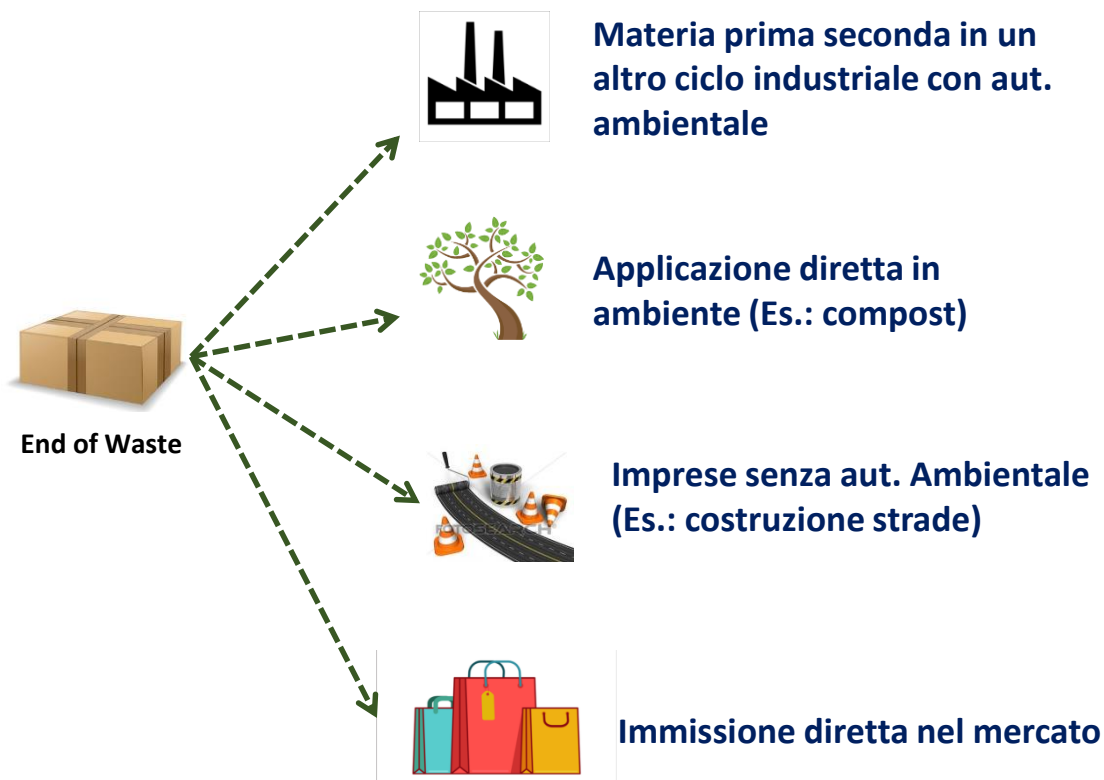 Materia prima seconda in un
altro ciclo industriale con aut.
ambientale
Applicazione diretta in
ambiente (Es.: compost)
End of Waste
Imprese senza aut. Ambientale
(Es.: costruzione strade)
FOTOSEARCH
Immissione diretta nel mercato